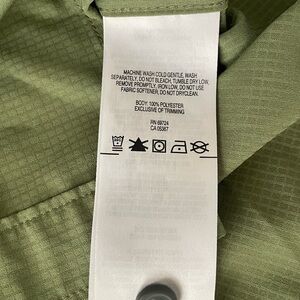 MACHINE WASH COLD GENTLE, WASH
SEPARATELY, DO NOT BLEACH, TUMBLE DRY LOW,
REMOVE PROMPTLY, IRON LOW, DO NOT USE
FABRIC SOFTENER, DO NOT DRYCLEAN.
BODY: 100% POLYESTER
EXCLUSIVE OF TRIMMING
RN 69724
CA 05367